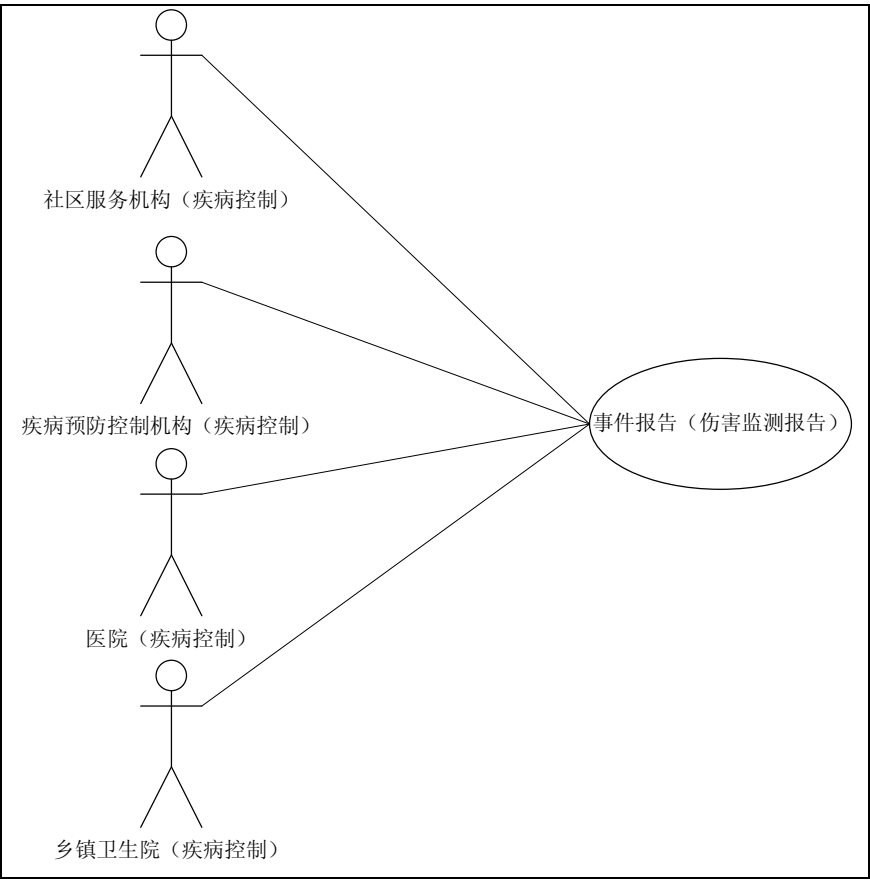 社区服务机构（疾病控制）
疾病预防控制机构（疾病控制）
事件报告（伤害监测报告）
医院（疾病控制）
乡镇卫生院（疾病控制）